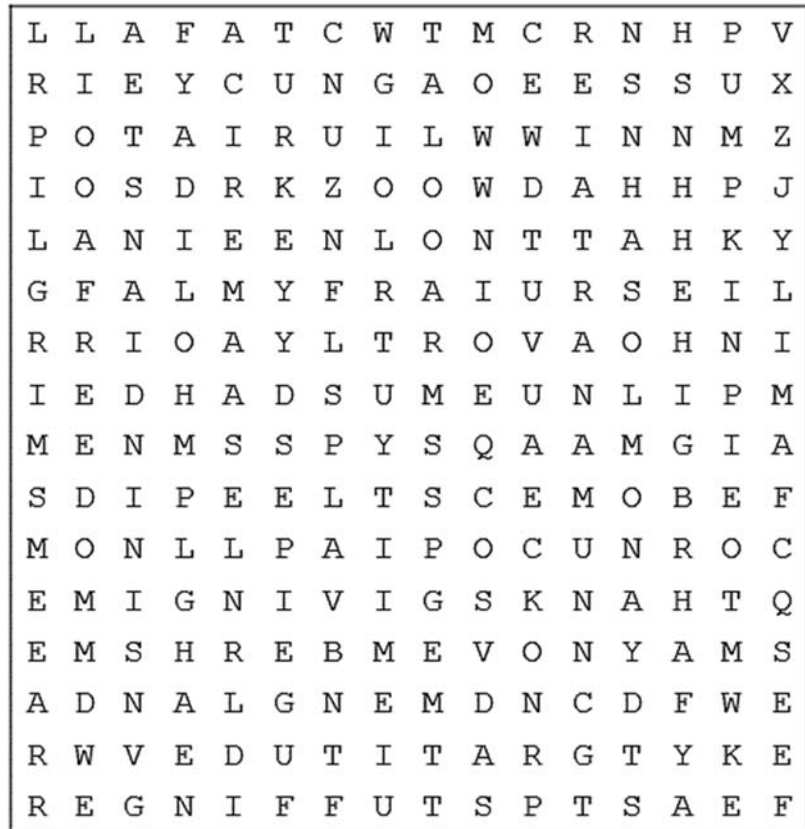 L L A F A T C W T M C R N H P V
R I E Y C U N G A O E E S S U X
P O T A I R U I L W W I N N M Z
I O S D R K Z O O W D A H H P J
L A N I E E N L O N T T A H K Y
G F A L M Y F R A I U R S E I L
R R I O A Y L T R O V A O H N I
I E D H A D S U M E U N L I P M
M E N M S S P Y S Q A A M G I A
S D I P E E L T S C E M O B E F
M O N L L P A I P O C U N R O C
E M I G N I V I G S K N A H T Q
E M S H R E B M E V O N Y A M S
A D N A L G N E M D N C D F W E
R W V E D U T I T A R G T Y K E
R E G N I F F U T S P T S A E F